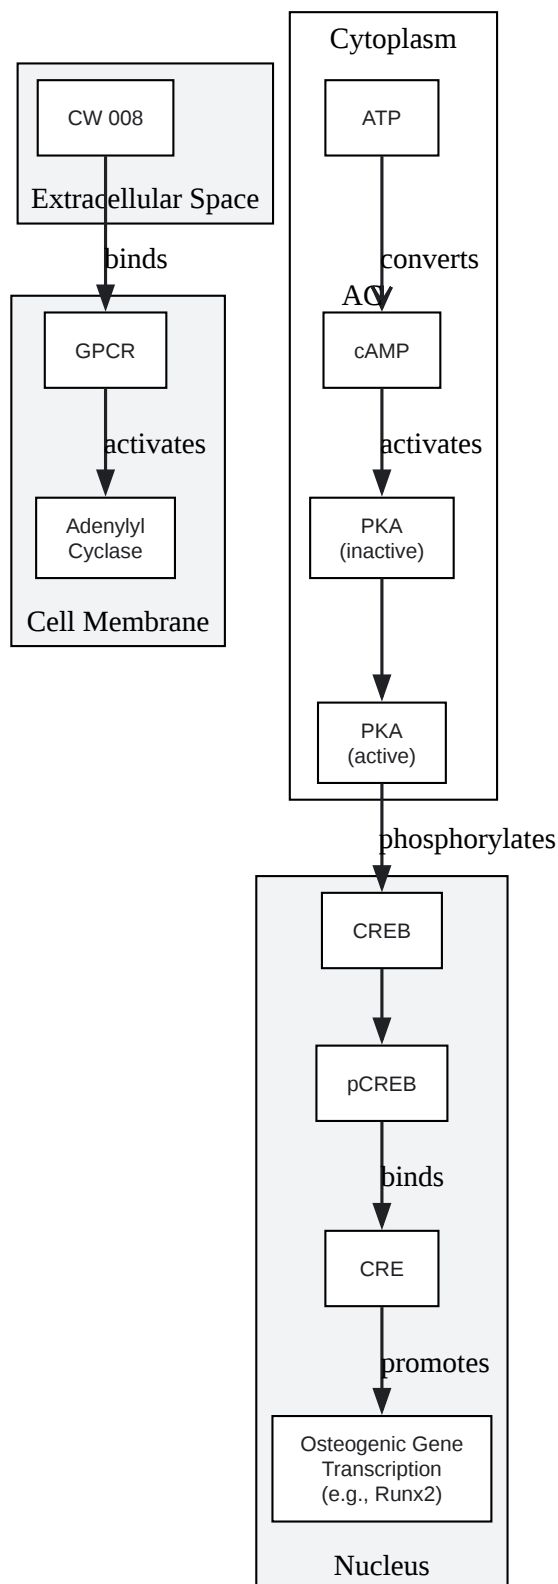 CW 008
Extracellular Space
binds
GPCR
activates
Adenylyl
Cyclase
Cell Membrane
Cytoplasm
ATP
converts
AC
cAMP
activates
PKA
(inactive)
PKA
(active)
phosphorylates
CREB
pCREB
binds
CRE
promotes
Osteogenic Gene
Transcription
(e.g., Runx2)
Nucleus